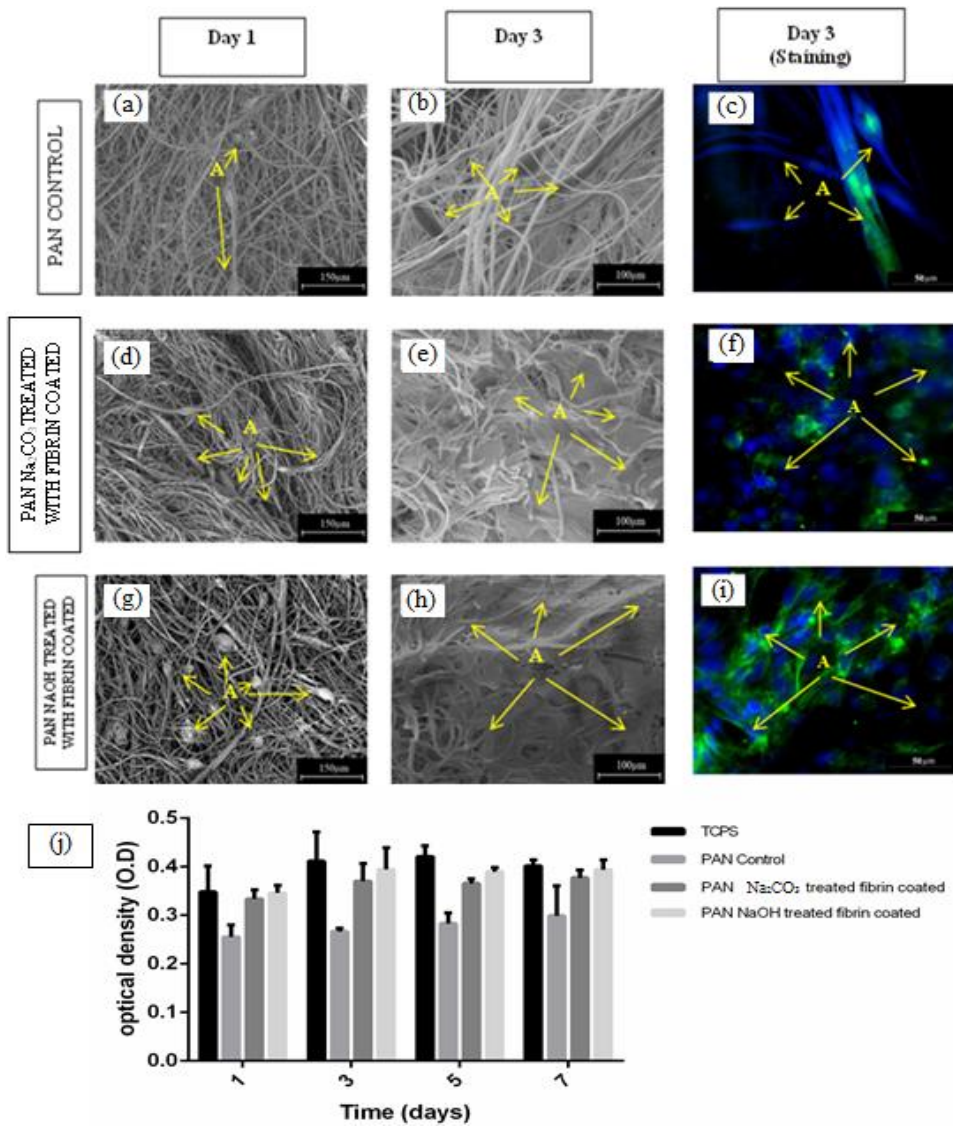 Day 1
Day 3
Day 3
(Staining)
PAN CONTROL
(a)
A
150µm
(b)
A
100µm
(c)
A
50µm
PAN Na₂CO₃ TREATED
WITH FIBRIN COATED
(d)
A
150µm
(e)
A
100µm
(f)
A
50µm
PAN NAOH TREATED
WITH FIBRIN COATED
(g)
A
150µm
(h)
A
100µm
(i)
A
50µm
(j)
optical density (O.D)
0.5
0.4
0.3
0.2
0.1
0.0
1
3
5
7
Time (days)
TCPS
PAN Control
PAN Na₂CO₃ treated fibrin coated
PAN NaOH treated fibrin coated